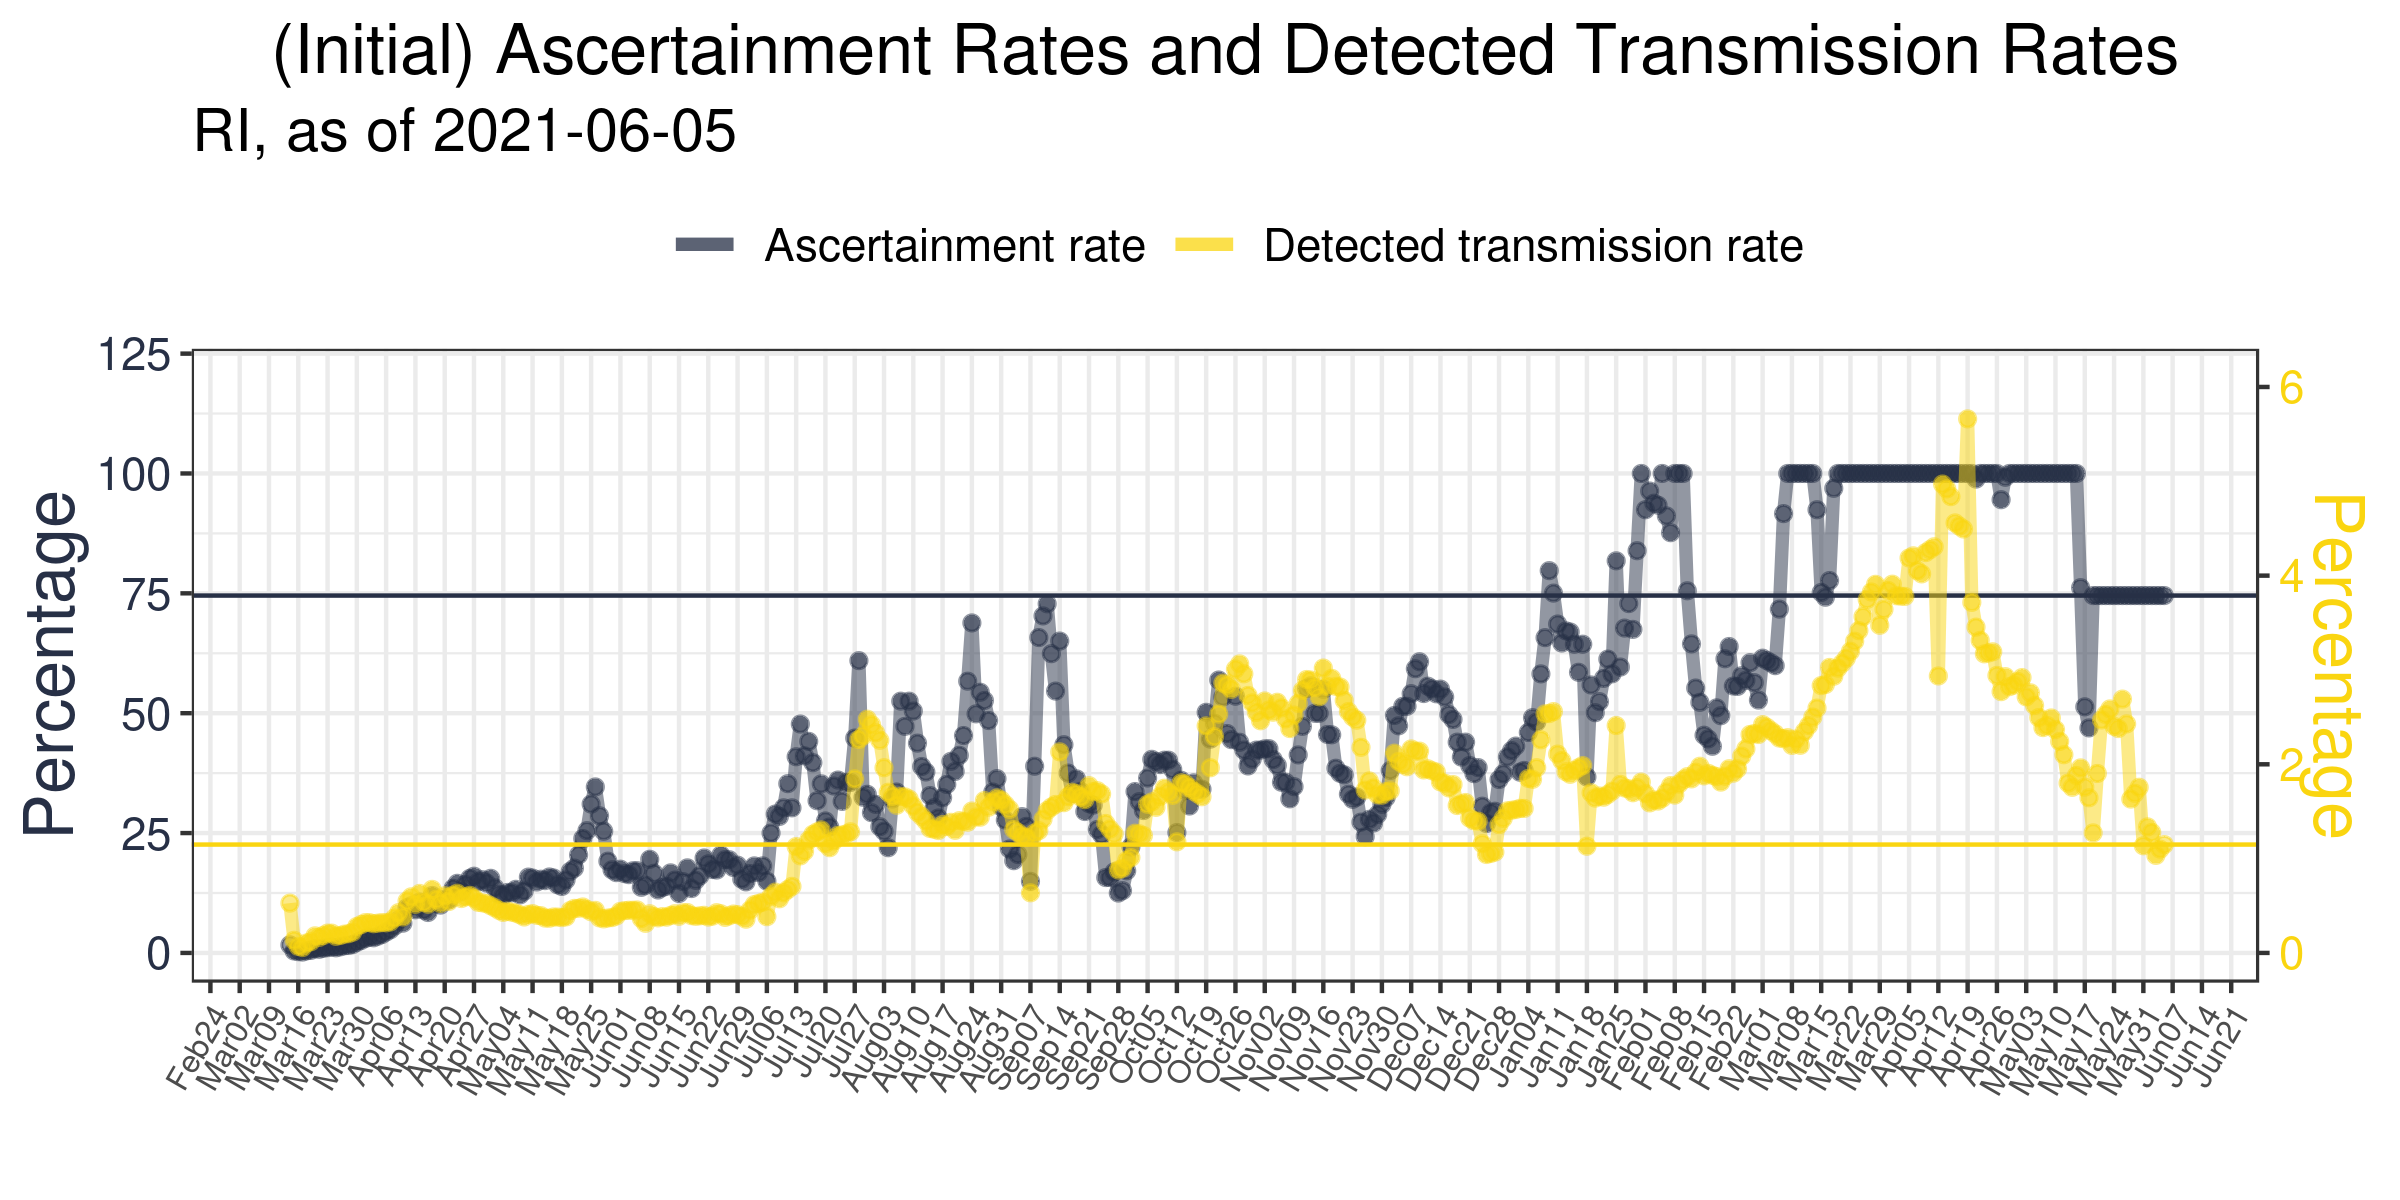 (Initial) Ascertainment Rates and Detected Transmission Rates
RI, as of 2021-06-05
Ascertainment rate
Detected transmission rate
Percentage
125
100
75
50
25
0
6
4
2
0
Percentage
Feb24
Mar02
Mar09
Mar16
Mar23
Mar30
Apr06
Apr13
Apr20
Apr27
May04
May11
May18
May25
Jun01
Jun08
Jun15
Jun22
Jun29
Jul06
Jul13
Jul20
Jul27
Aug03
Aug10
Aug17
Aug24
Aug31
Sep07
Sep14
Sep21
Sep28
Oct05
Oct12
Oct19
Oct26
Nov02
Nov09
Nov16
Nov23
Nov30
Dec07
Dec14
Dec21
Dec28
Jan04
Jan11
Jan18
Jan25
Feb01
Feb08
Feb15
Feb22
Mar01
Mar08
Mar15
Mar22
Mar29
Apr05
Apr12
Apr19
Apr26
May03
May10
May17
May24
May31
Jun07
Jun14
Jun21